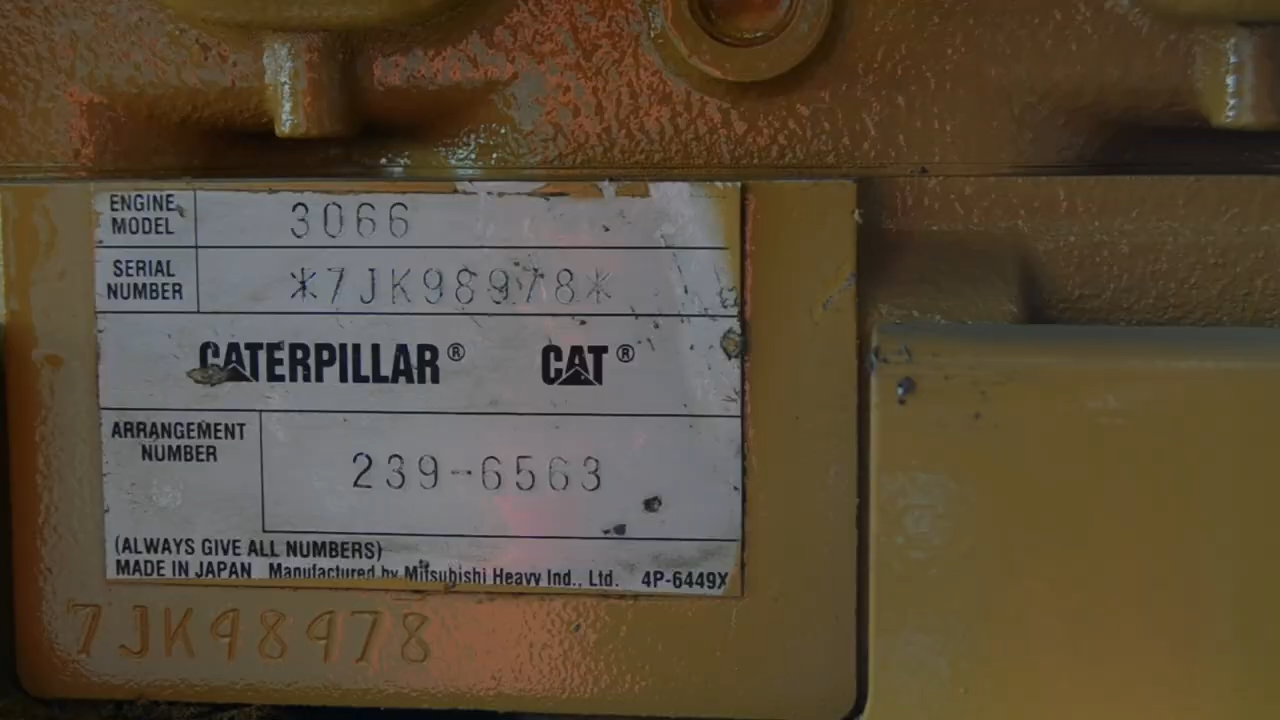 ENGINE MODEL 3066
SERIAL NUMBER *7JK98978*
CATERPILLAR® CAT®
ARRANGEMENT NUMBER 239-6563
(ALWAYS GIVE ALL NUMBERS)
MADE IN JAPAN Manufactured by Mitsubishi Heavy Ind., Ltd. 4P-6449X
7JK98978